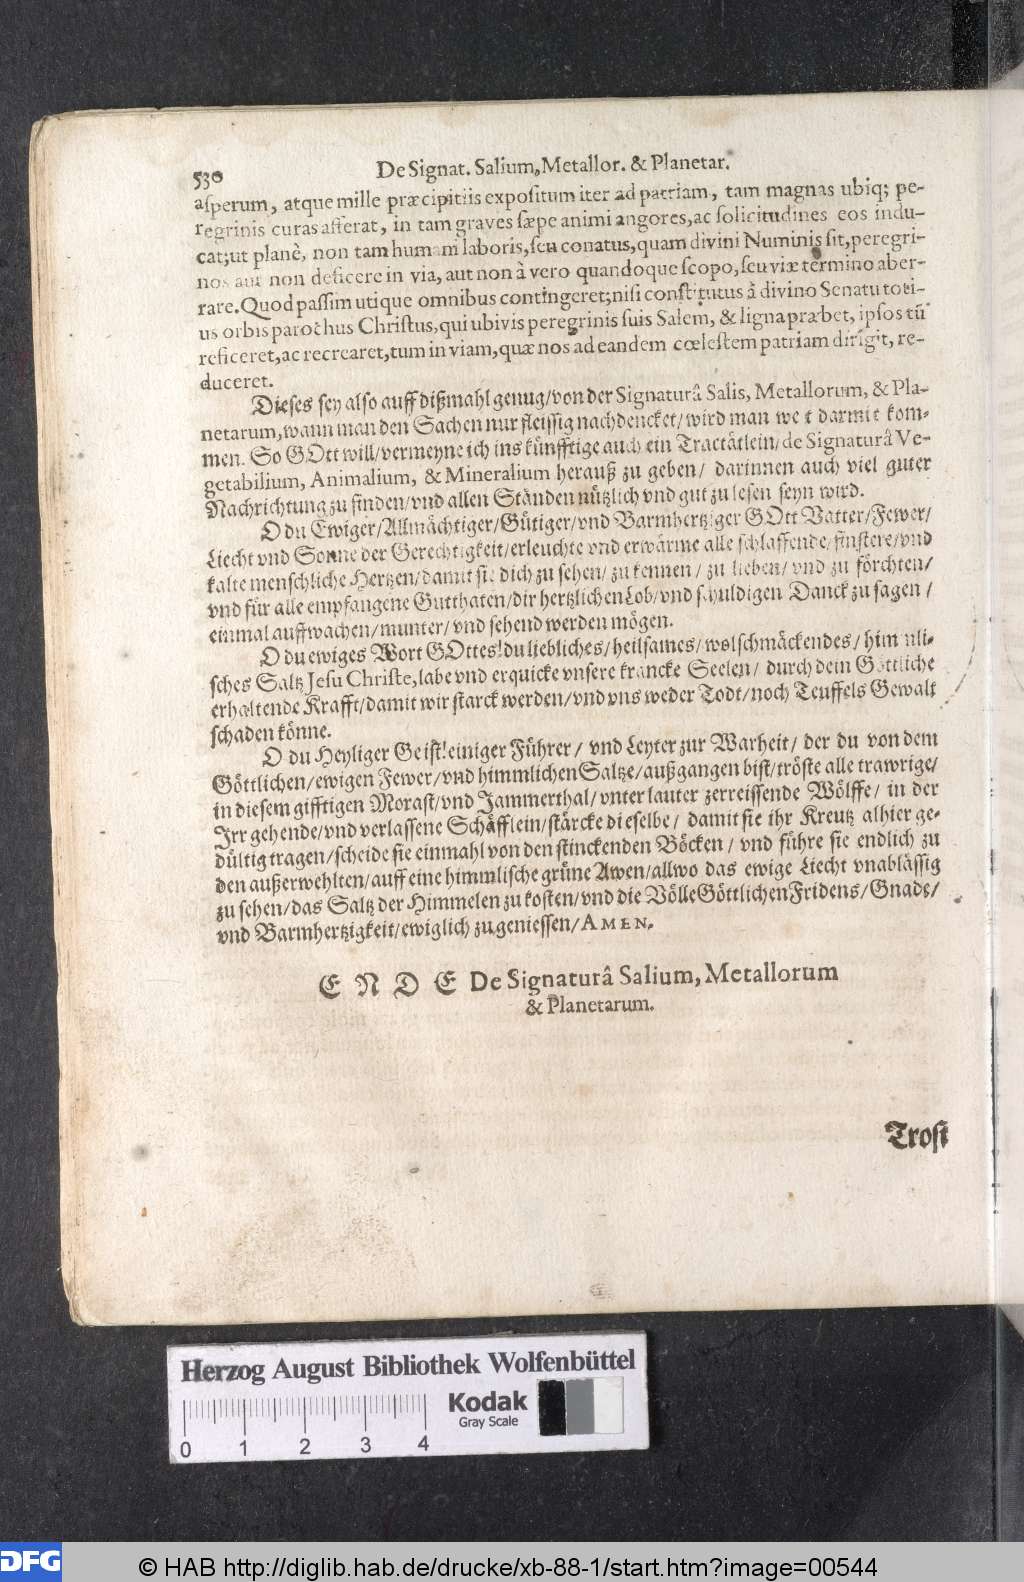 530 De Signat. Salium, Metallor. & Planetar.
asperum, atque mille præcipitiis expositum iter ad patriam, tam magnas ubiq; pe-
regrinis curas afferat, in tam graves sæpe animi angores, ac solicitudines eos indu-
cat; ut planè, non tam humani laboris, seu conatus, quam divini Numinis sit, peregri-
nos aut non deficere in via, aut non à vero quandoque scopo, seu viæ termino aber-
rare. Quod passim utique omnibus contingeret; nisi constitutus à divino Senatu toti-
us orbis parochus Christus, qui ubivis peregrinis suis Salem, & ligna præbet, ipsos tũ
reficeret, ac recrearet, tum in viam, quæ nos ad eandem cœlestem patriam dirigit, re-
duceret.
Dieses sey also auff dißmahl genug/ von der Signaturâ Salis, Metallorum, & Pla-
netarum, wann man den Sachen nur fleissig nachdencket/ wird man weit darmit kom-
men. So GOtt will/ vermeyne ich ins künfftige auch ein Tractätlein/ de Signaturâ Ve-
getabilium, Animalium, & Mineralium herauß zu geben/ darinnen auch viel guter
Nachrichtung zu finden/ vnd allen Ständen nützlich vnd gut zu lesen seyn wird.
O du Ewiger/ Allmächtiger/ Gütiger/ vnd Barmhertziger GOtt Vatter/ Fewer/
Liecht vnd Sonne der Gerechtigkeit/ erleuchte vnd erwärme alle schlaffende/ finstere/ vnd
kalte menschliche Hertzen/ damit sie dich zu sehen/ zu kennen/ zu lieben/ vnd zu förchten/
vnd für alle empfangene Gutthaten/ dir hertzlichen Lob/ vnd schuldigen Danck zu sagen/
einmal auffwachen/ munter/ vnd sehend werden mögen.
O du ewiges Wort GOttes! du liebliches/ heilsames/ wolschmäckendes/ himmli-
sches Saltz Jesu Christe, labe vnd erquicke vnsere krancke Seelen/ durch dein Göttliche
erhaltende Krafft/ damit wir starck werden/ vnd vns weder Todt/ noch Teuffels Gewalt
schaden könne.
O du Heyliger Geist! einiger Führer/ vnd Leyter zur Warheit/ der du von dem
Göttlichen/ ewigen Fewer/ vnd himmlichen Saltze/ außgangen bist/ tröste alle trawrige/
in diesem gifftigen Morast/ vnd Jammerthal/ vnter lauter zerreissende Wölffe/ in der
Irr gehende/ vnd verlassene Schäfflein/ stärcke dieselbe/ damit sie ihr Kreutz alhier ge-
dültig tragen/ scheide sie einmahl von den stinckenden Böcken/ vnd führe sie endlich zu
den außerwehlten/ auff eine himmlische grüne Awen/ allwo das ewige Liecht vnablässig
zu sehen/ das Saltz der Himmelen zu kosten/ vnd die Völle Göttlichen Fridens/ Gnade/
vnd Barmhertzigkeit/ ewiglich zu geniessen/ AMEN.
E N D E De Signaturâ Salium, Metallorum
& Planetarum.
Trost
Herzog August Bibliothek Wolfenbüttel
Kodak
Gray Scale
0 1 2 3 4
DFG © HAB http://diglib.hab.de/drucke/xb-88-1/start.htm?image=00544